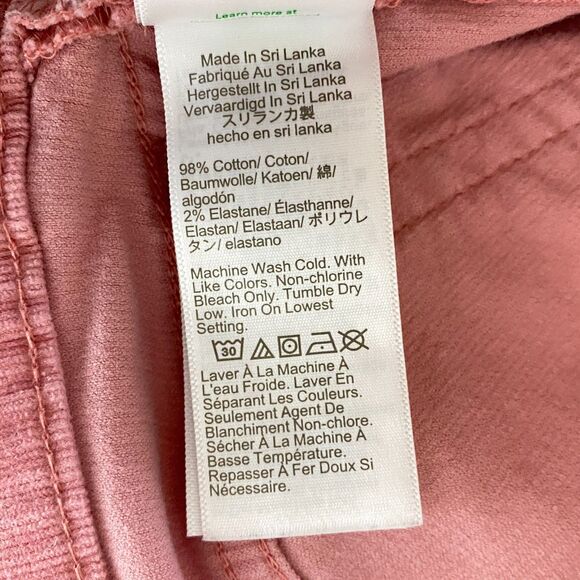 Learn more at
Made In Sri Lanka
Fabriqué Au Sri Lanka
Hergestellt In Sri Lanka
Vervaardigd In Sri Lanka
スリランカ製
hecho en sri lanka
98% Cotton/ Coton/
Baumwolle/ Katoen/ 綿/
algodón
2% Elastane/ Élasthanne/
Elastan/ Elastaan/ ポリウレ
タン/ elastano
Machine Wash Cold. With
Like Colors. Non-chlorine
Bleach Only. Tumble Dry
Low. Iron On Lowest
Setting.
30
Laver À La Machine À
L'eau Froide. Laver En
Séparant Les Couleurs.
Seulement Agent De
Blanchiment Non-chlore.
Sécher À La Machine À
Basse Température.
Repasser À Fer Doux Si
Nécessaire.